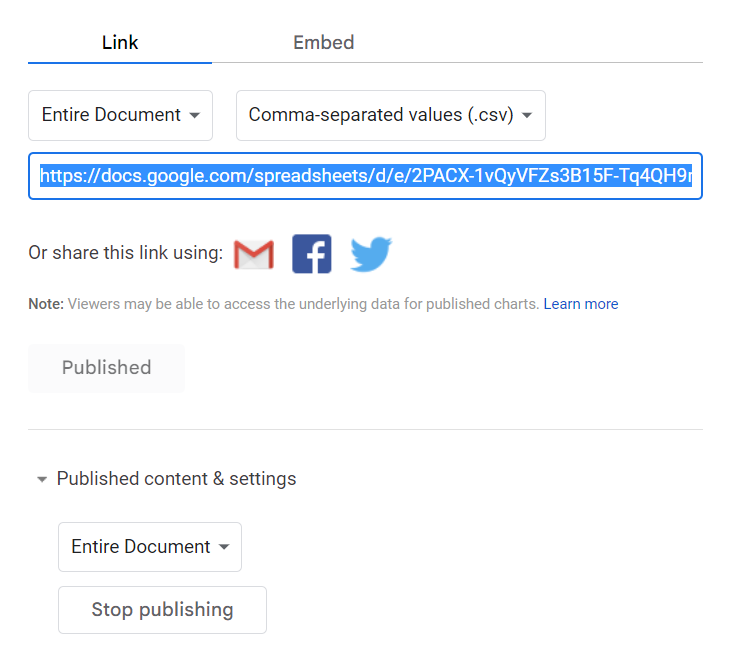 Link Embed
Entire Document Comma-separated values (.csv)
https://docs.google.com/spreadsheets/d/e/2PACX-1vQyVFZs3B15F-Tq4QH9r
Or share this link using:
Note: Viewers may be able to access the underlying data for published charts. Learn more
Published
Published content & settings
Entire Document
Stop publishing